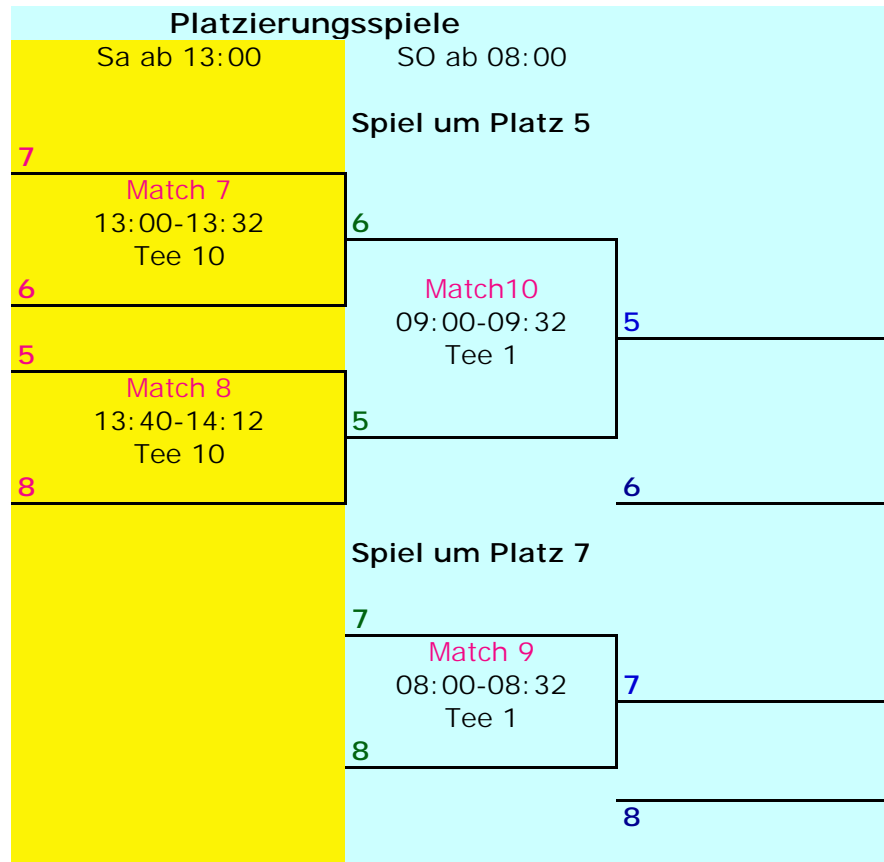 Platzierungsspiele
Sa ab 13:00
SO ab 08:00
Spiel um Platz 5
7
Match 7
13:00-13:32
6
Tee 10
6
Match10
09:00-09:32
5
5
Tee 1
Match 8
13:40-14:12
5
Tee 10
8
6
Spiel um Platz 7
7
Match 9
08:00-08:32
7
Tee 1
8
8